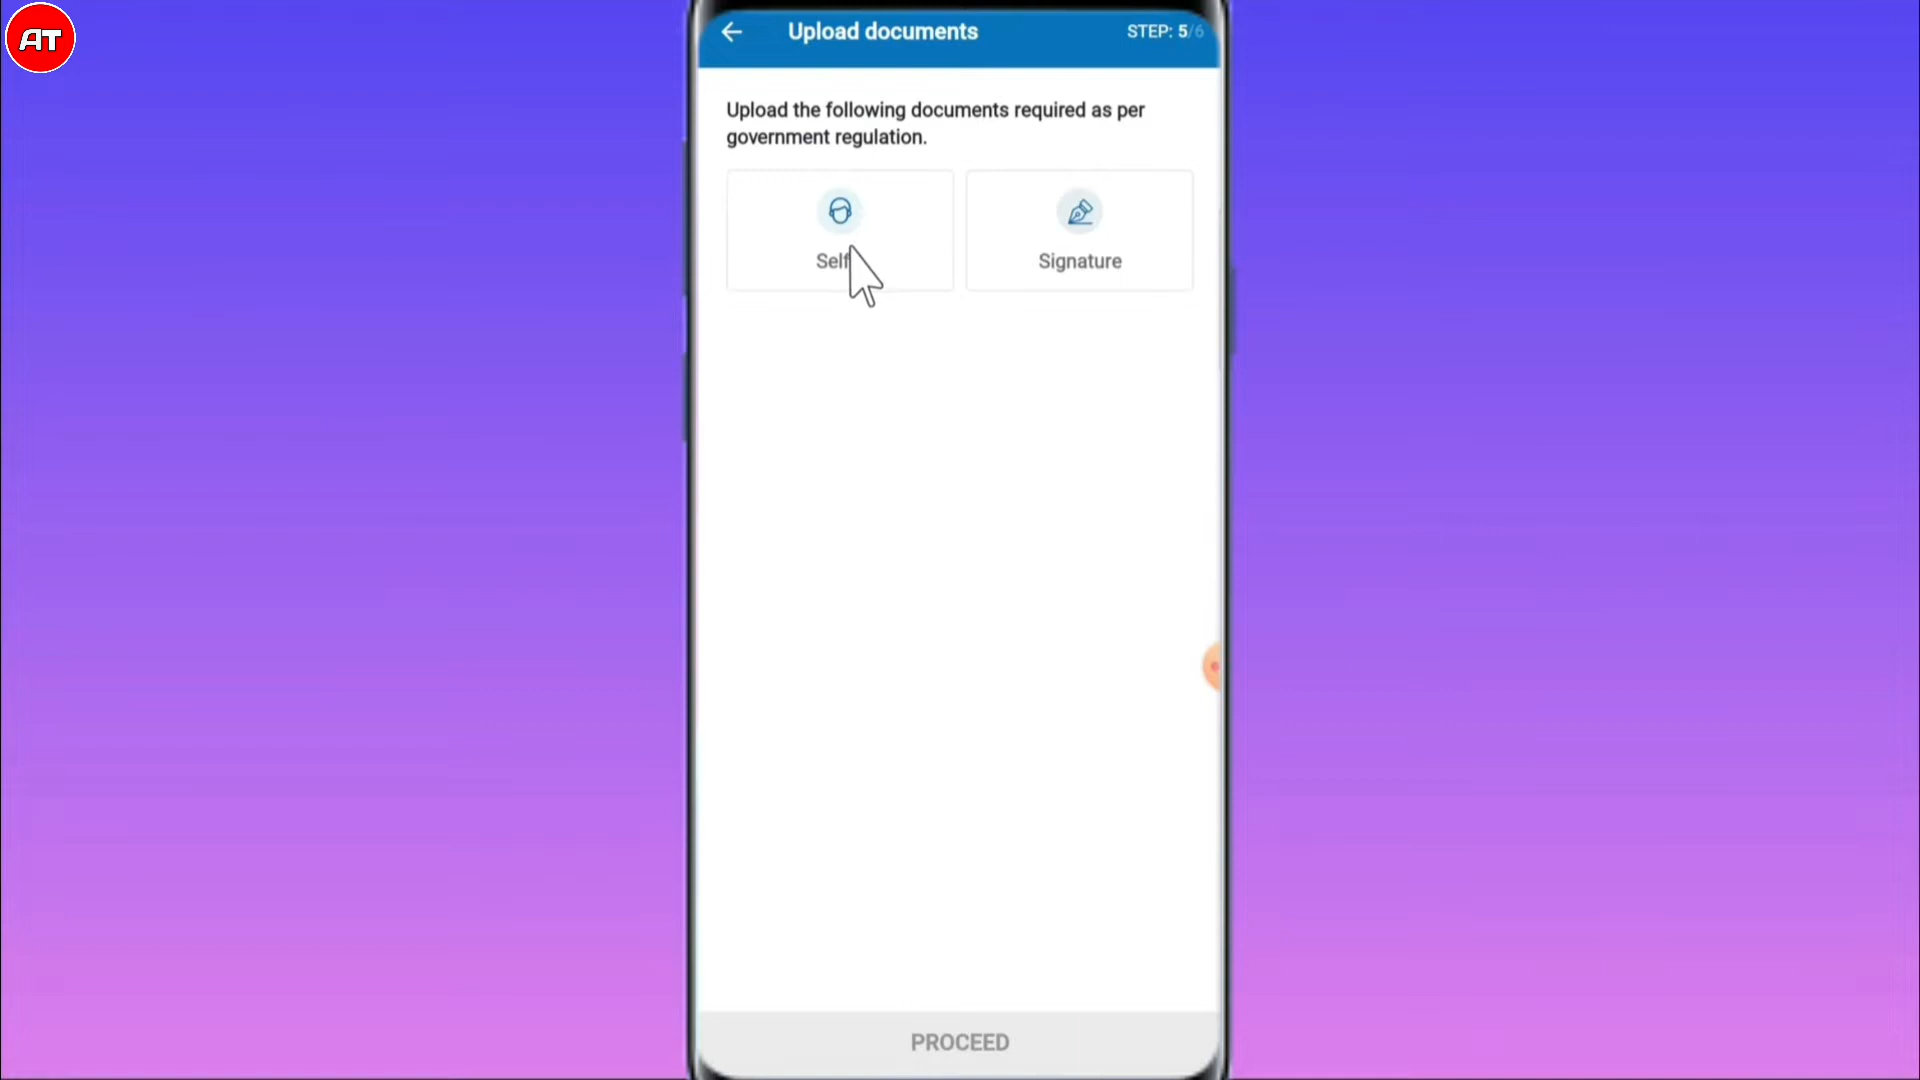 AT
Upload documents
STEP: 5/6
Upload the following documents required as per
government regulation.
Self
Signature
PROCEED